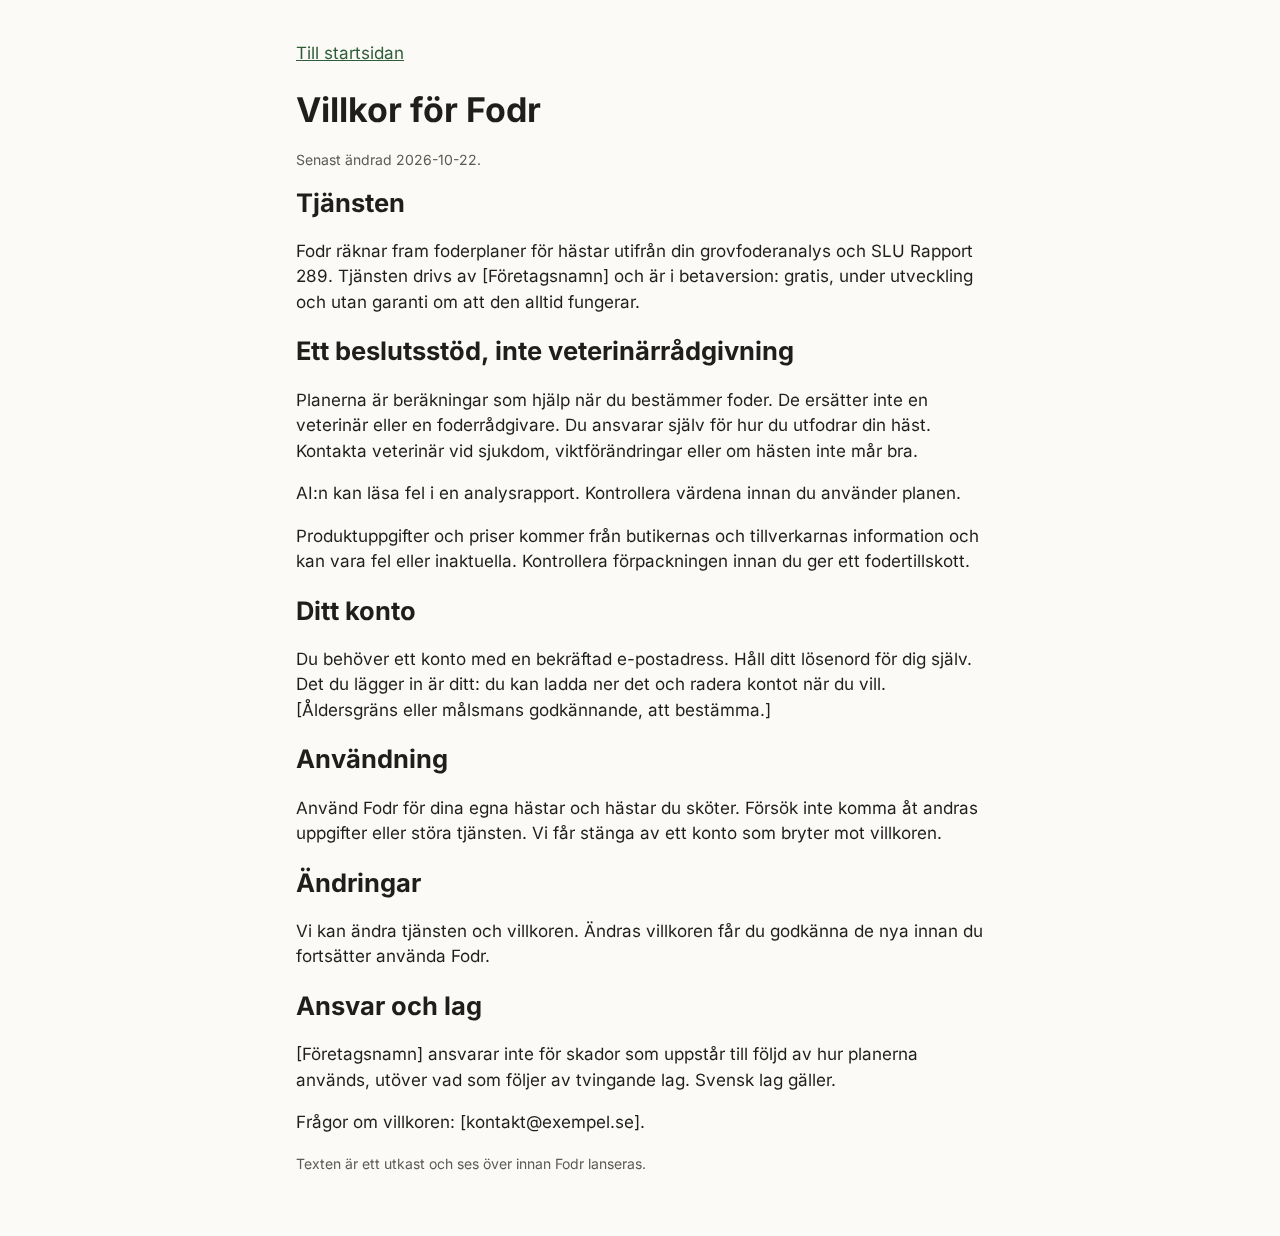 Till startsidan
Villkor för Fodr
Senast ändrad 2026-10-22.
Tjänsten
Fodr räknar fram foderplaner för hästar utifrån din grovfoderanalys och SLU Rapport
289. Tjänsten drivs av [Företagsnamn] och är i betaversion: gratis, under utveckling
och utan garanti om att den alltid fungerar.
Ett beslutsstöd, inte veterinärrådgivning
Planerna är beräkningar som hjälp när du bestämmer foder. De ersätter inte en
veterinär eller en foderrådgivare. Du ansvarar själv för hur du utfodrar din häst.
Kontakta veterinär vid sjukdom, viktförändringar eller om hästen inte mår bra.
AI:n kan läsa fel i en analysrapport. Kontrollera värdena innan du använder planen.
Produktuppgifter och priser kommer från butikernas och tillverkarnas information och
kan vara fel eller inaktuella. Kontrollera förpackningen innan du ger ett fodertillskott.
Ditt konto
Du behöver ett konto med en bekräftad e-postadress. Håll ditt lösenord för dig själv.
Det du lägger in är ditt: du kan ladda ner det och radera kontot när du vill.
[Åldersgräns eller målsmans godkännande, att bestämma.]
Användning
Använd Fodr för dina egna hästar och hästar du sköter. Försök inte komma åt andras
uppgifter eller störa tjänsten. Vi får stänga av ett konto som bryter mot villkoren.
Ändringar
Vi kan ändra tjänsten och villkoren. Ändras villkoren får du godkänna de nya innan du
fortsätter använda Fodr.
Ansvar och lag
[Företagsnamn] ansvarar inte för skador som uppstår till följd av hur planerna
används, utöver vad som följer av tvingande lag. Svensk lag gäller.
Frågor om villkoren: [kontakt@exempel.se].
Texten är ett utkast och ses över innan Fodr lanseras.